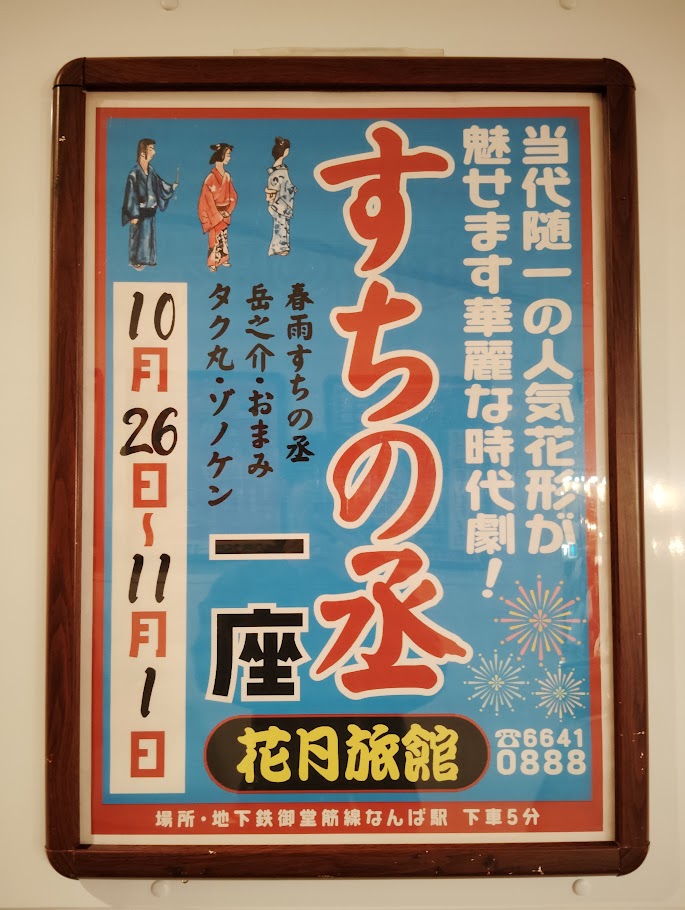 当代随一の人気花形が
魅せます華麗な時代劇！
すちの丞
一座
春雨すちの丞
岳之介・おまみ
タク丸・ゾノケン
10月26日～11月1日
花月旅館
☎6641
0888
場所・地下鉄御堂筋線なんば駅 下車5分